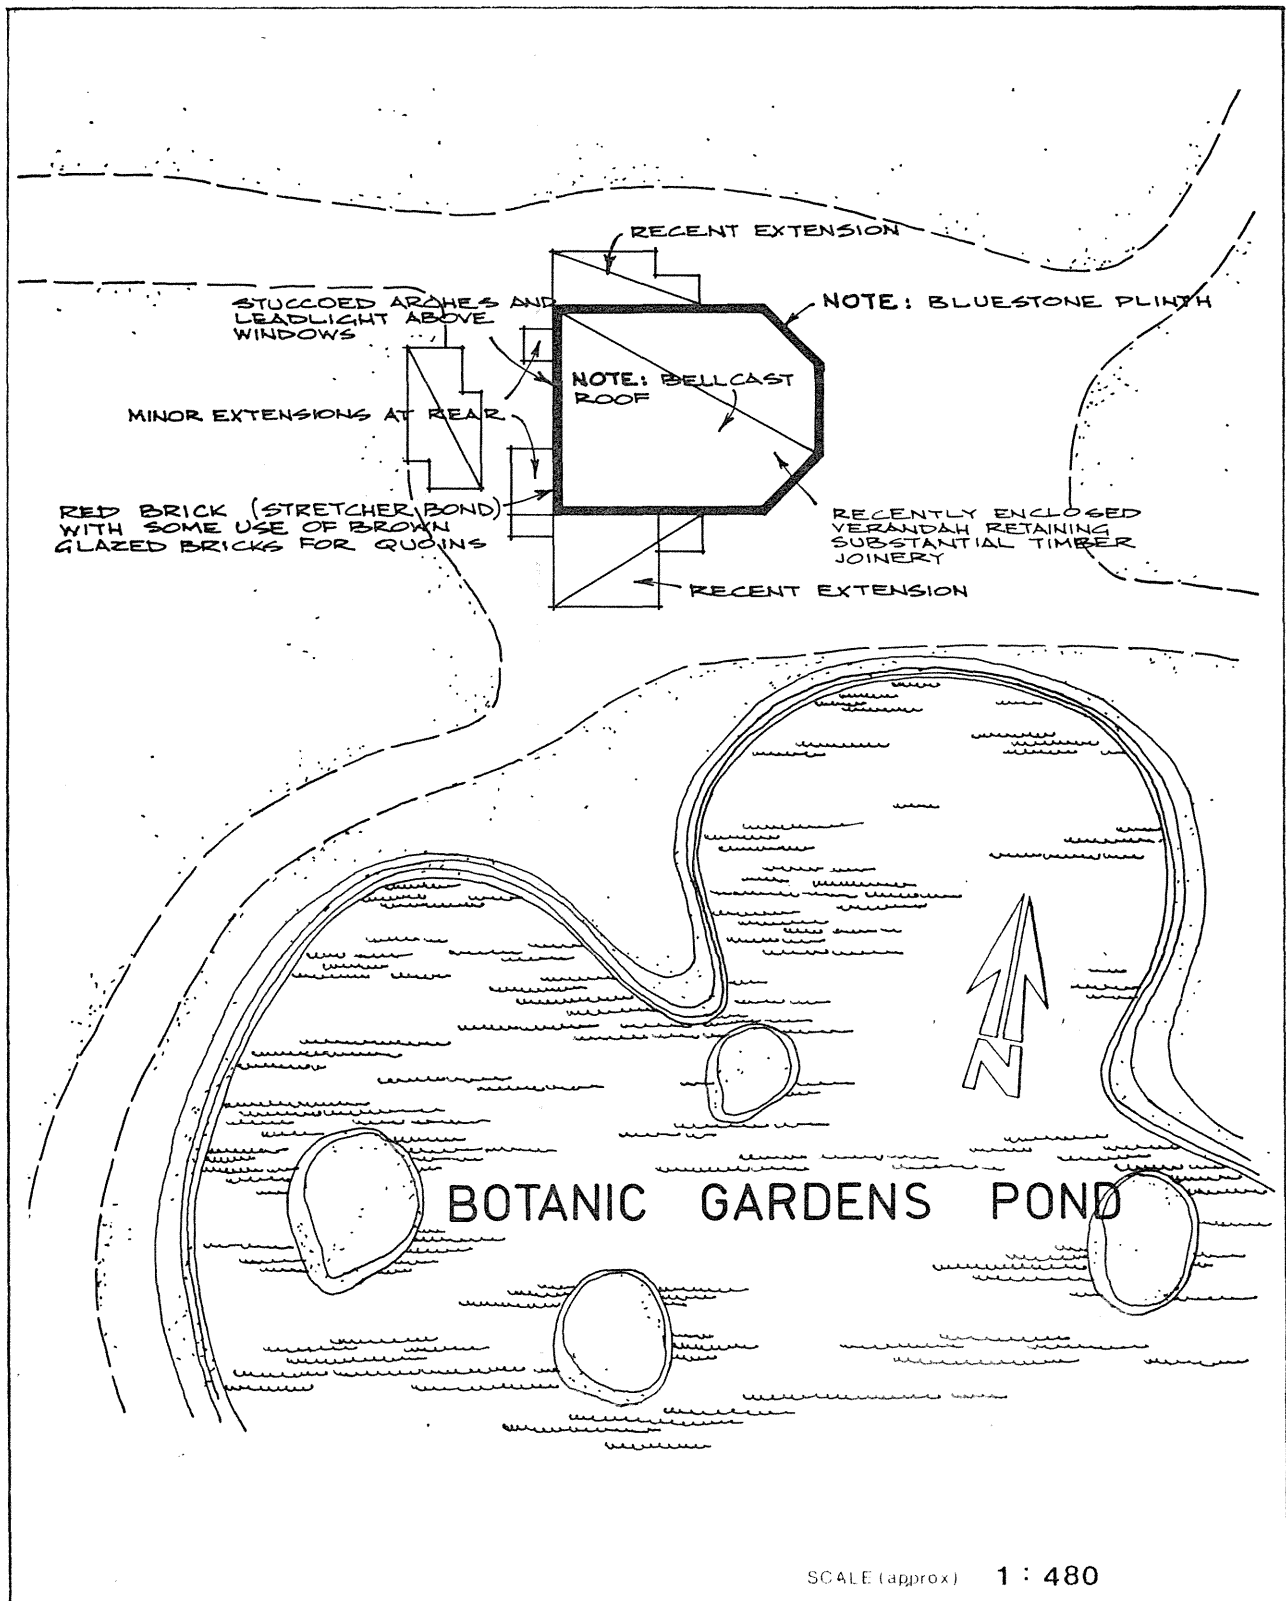 RECENT EXTENSION
STUCCOED ARCHES AND
LEADLIGHT ABOVE
WINDOWS
NOTE: BLUESTONE PLINTH
NOTE: BELLCAST
ROOF
MINOR EXTENSIONS AT REAR
RED BRICK (STRETCHER BOND)
WITH SOME USE OF BROWN
GLAZED BRICKS FOR QUOINS
RECENTLY ENCLOSED
VERANDAH RETAINING
SUBSTANTIAL TIMBER
JOINERY
RECENT EXTENSION
N
BOTANIC GARDENS POND
SCALE (approx) 1 : 480